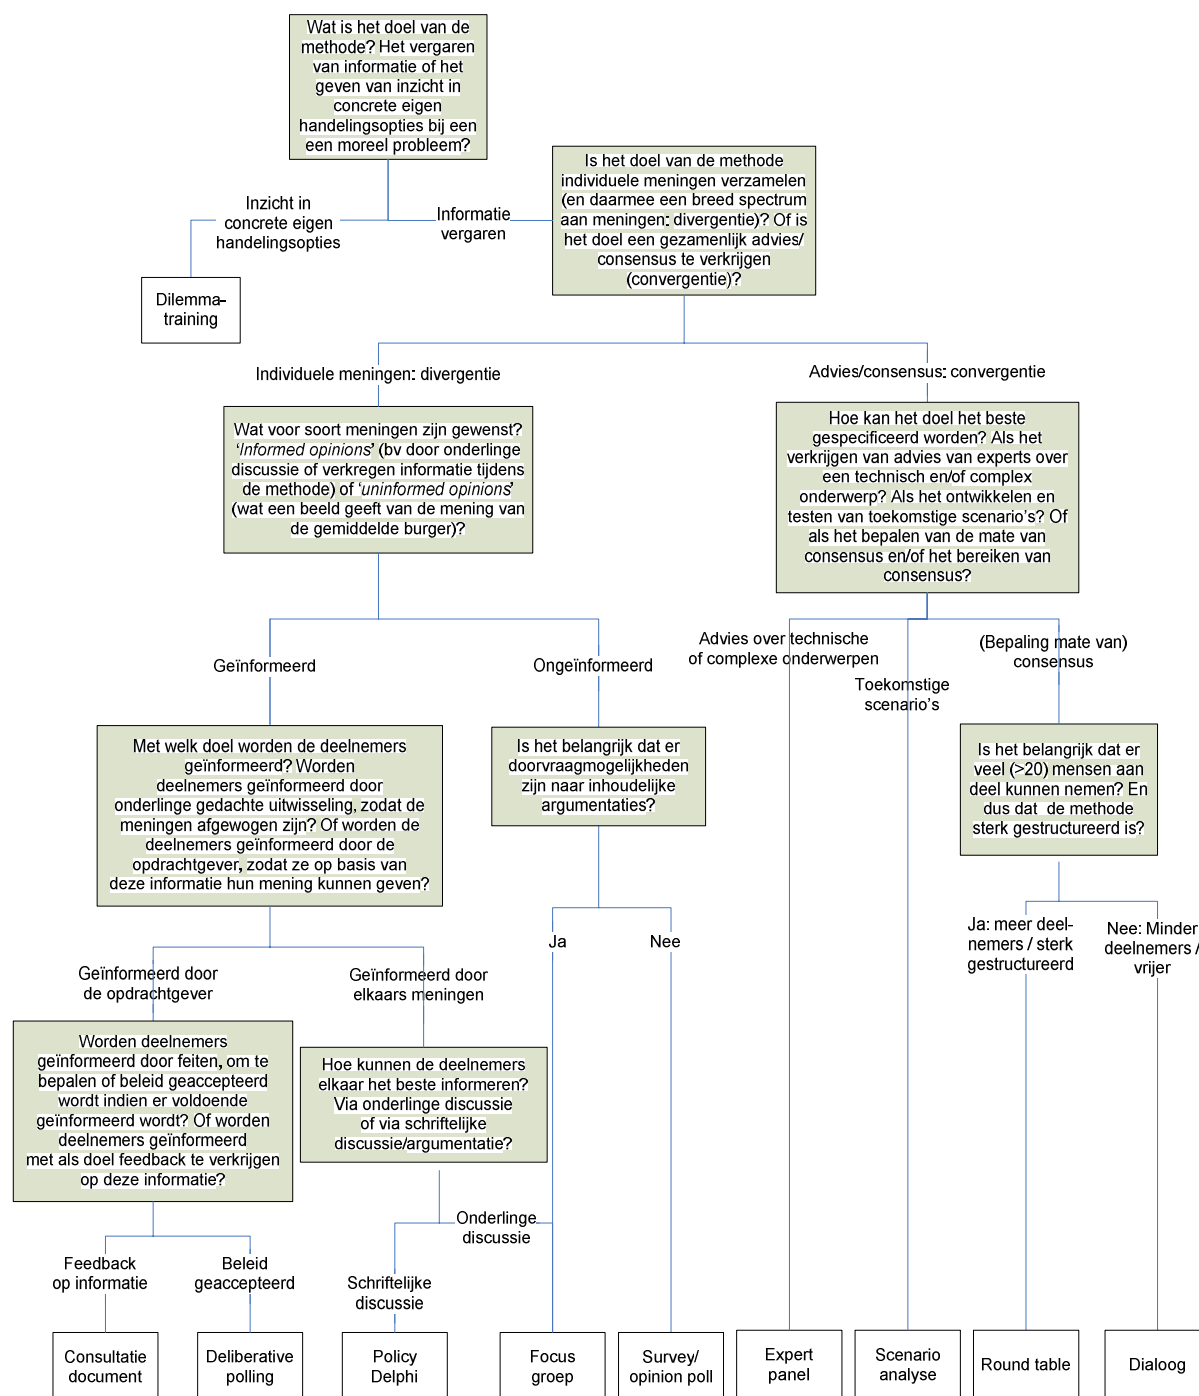 Wat is het doel van de
methode? Het vergaren
van informatie of het
geven van inzicht in
concrete eigen
handelingsopties bij een
een moreel probleem?
Is het doel van de methode
individuele meningen verzamelen
(en daarmee een breed spectrum
aan meningen: divergentie)? Of is
het doel een gezamenlijk advies/
consensus te verkrijgen
(convergentie)?
Inzicht in
concrete eigen
handelingsopties
Informatie
vergaren
Dilemma-
training
Individuele meningen: divergentie
Advies/consensus: convergentie
Wat voor soort meningen zijn gewenst?
‘Informed opinions’ (bv door onderlinge
discussie of verkregen informatie tijdens
de methode) of ‘uninformed opinions’
(wat een beeld geeft van de mening van
de gemiddelde burger)?
Hoe kan het doel het beste
gespecificeerd worden? Als het
verkrijgen van advies van experts over
een technisch en/of complex
onderwerp? Als het ontwikkelen en
testen van toekomstige scenario’s? Of
als het bepalen van de mate van
consensus en/of het bereiken van
consensus?
Geïnformeerd
Ongeïnformeerd
Advies over technische
of complexe onderwerpen
Toekomstige
scenario’s
(Bepaling mate van)
consensus
Met welk doel worden de deelnemers
geïnformeerd? Worden
deelnemers geïnformeerd door
onderlinge gedachte uitwisseling, zodat de
meningen afgewogen zijn? Of worden de
deelnemers geïnformeerd door de
opdrachtgever, zodat ze op basis van
deze informatie hun mening kunnen geven?
Is het belangrijk dat er
doorvraagmogelijkheden
zijn naar inhoudelijke
argumentaties?
Is het belangrijk dat er
veel (>20) mensen aan
deel kunnen nemen? En
dus dat de methode
sterk gestructureerd is?
Ja
Nee
Ja: meer deel-
nemers / sterk
gestructureerd
Nee: Minder
deelnemers /
vrijer
Geïnformeerd door
de opdrachtgever
Geïnformeerd door
elkaars meningen
Worden deelnemers
geïnformeerd door feiten, om te
bepalen of beleid geaccepteerd
wordt indien er voldoende
geïnformeerd wordt? Of worden
deelnemers geïnformeerd
met als doel feedback te verkrijgen
op deze informatie?
Hoe kunnen de deelnemers
elkaar het beste informeren?
Via onderlinge discussie
of via schriftelijke
discussie/argumentatie?
Onderlinge
discussie
Feedback
op informatie
Beleid
geaccepteerd
Schriftelijke
discussie
Consultatie
document
Deliberative
polling
Policy
Delphi
Focus
groep
Survey/
opinion poll
Expert
panel
Scenario
analyse
Round table
Dialoog